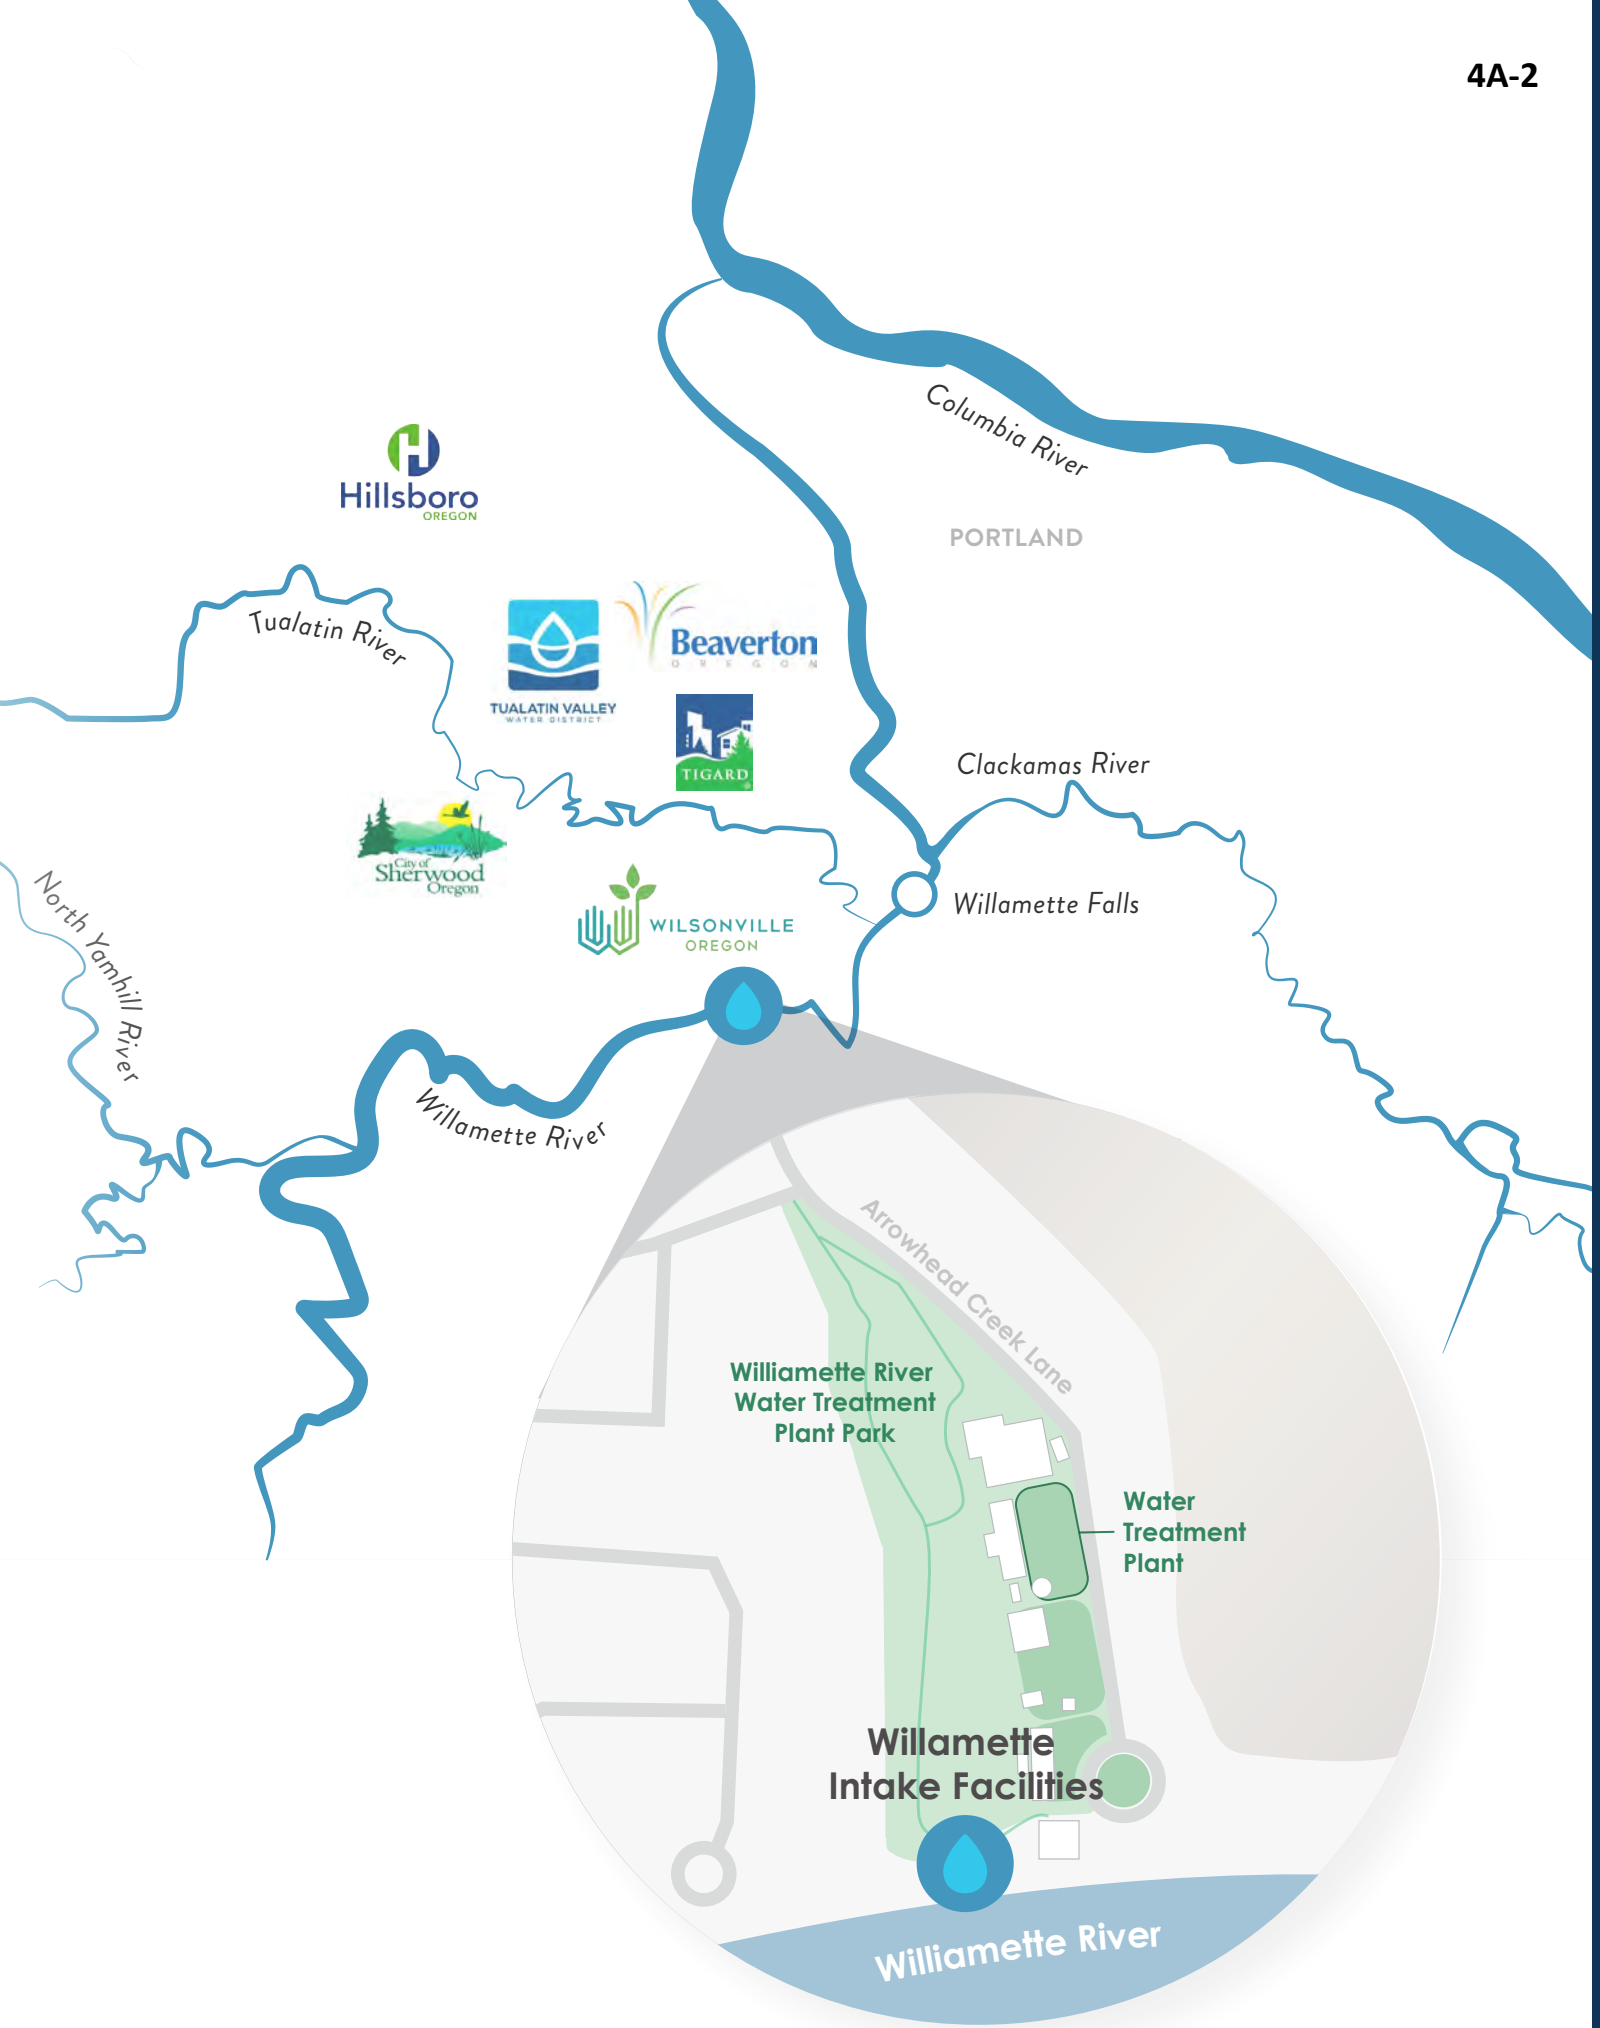 4A-2
Columbia River
Hillsboro
OREGON
PORTLAND
Tualatin River
Beaverton
OREGON
TUALATIN VALLEY
WATER DISTRICT
TIGARD
Clackamas River
City of
Sherwood
Oregon
North Yamhill River
Willamette Falls
WILSONVILLE
OREGON
Willamette River
Arrowhead Creek Lane
Williamette River
Water Treatment
Plant Park
Water
Treatment
Plant
Willamette
Intake Facilities
Williamette River